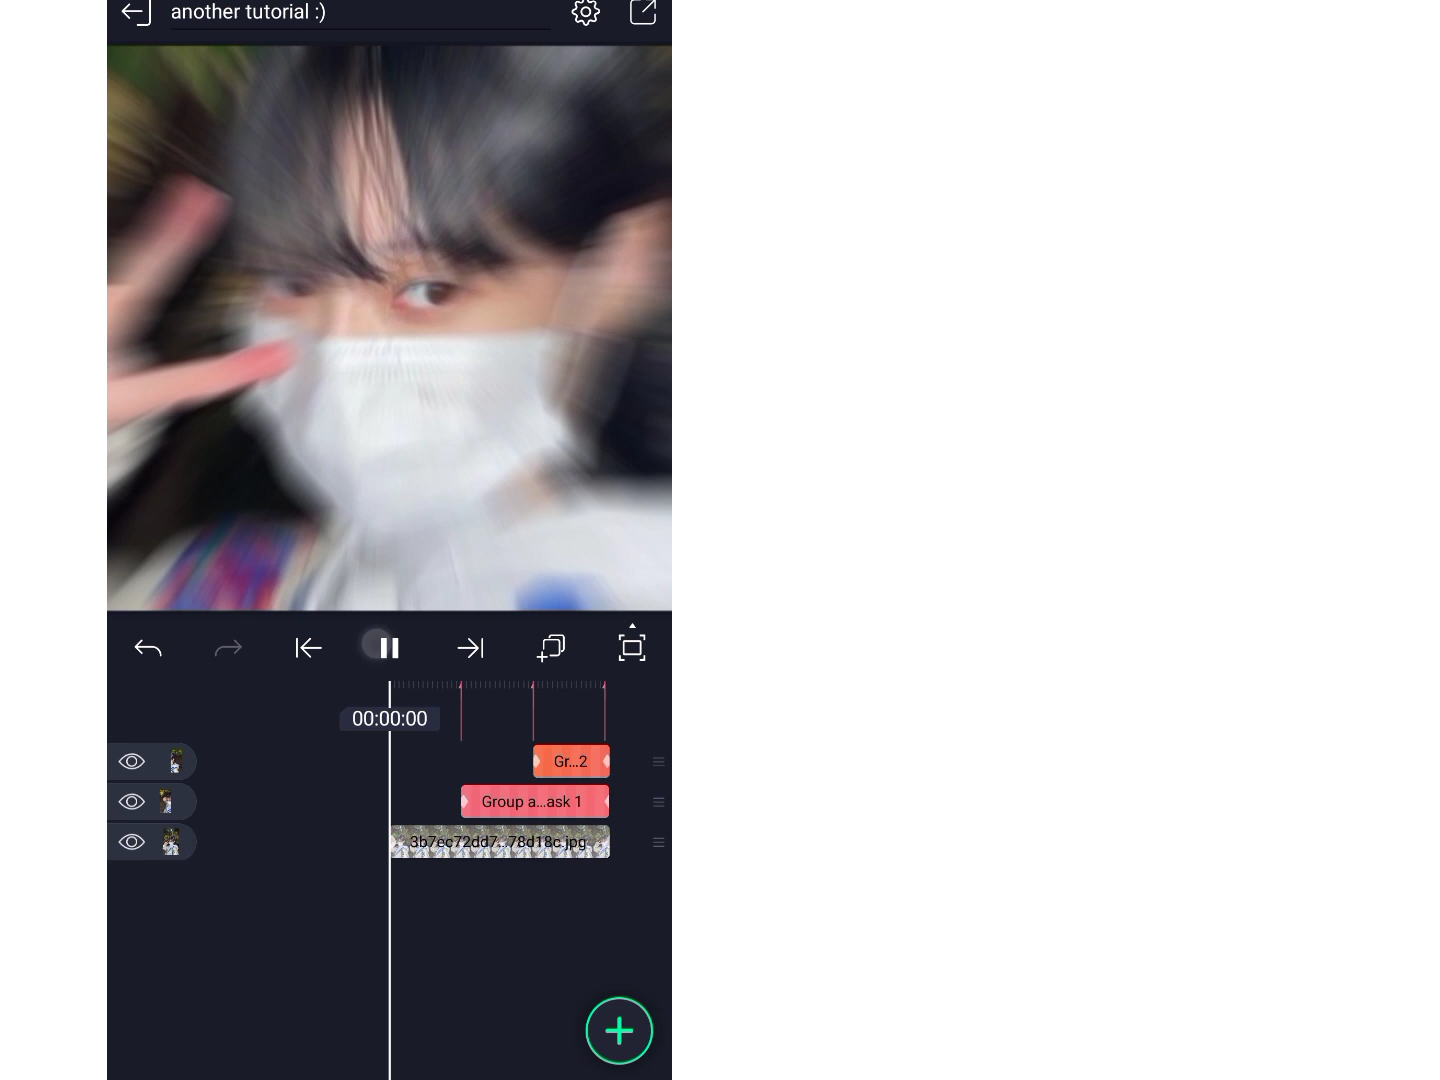 another tutorial :)
00:00:00
Gr...2
Group a...ask 1
3b7ec72dd7...78d18c.jpg